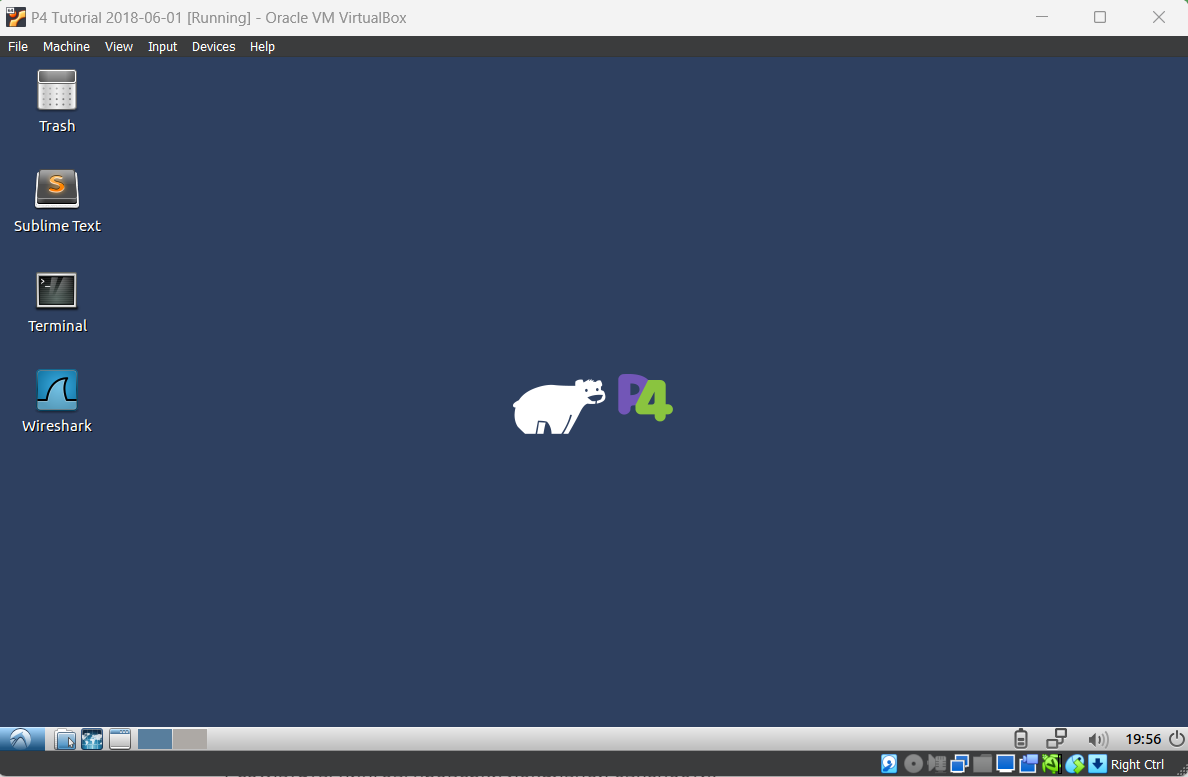 P4 Tutorial 2018-06-01 [Running] - Oracle VM VirtualBox
File Machine View Input Devices Help
Trash
Sublime Text
Terminal
Wireshark
P4
19:56
Right Ctrl